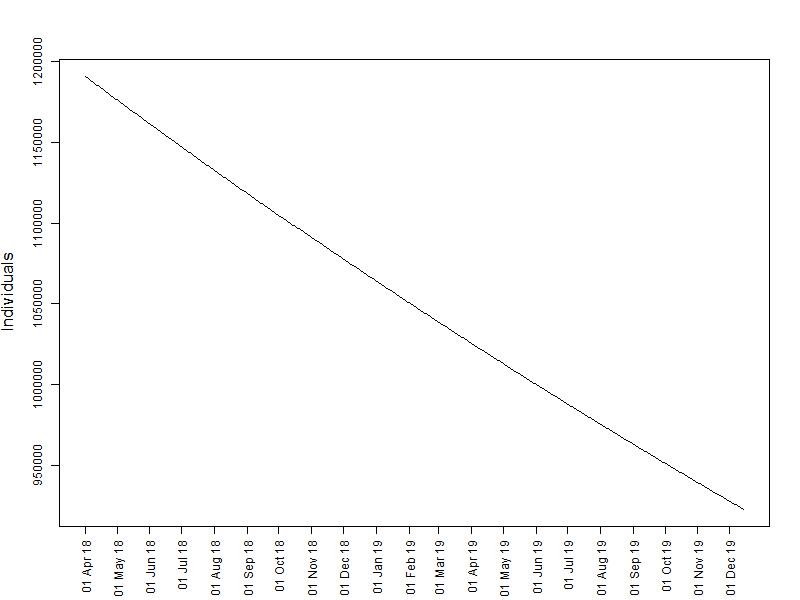 Individuals
1200000
1150000
1100000
1050000
1000000
950000
01 Apr 18
01 May 18
01 Jun 18
01 Jul 18
01 Aug 18
01 Sep 18
01 Oct 18
01 Nov 18
01 Dec 18
01 Jan 19
01 Feb 19
01 Mar 19
01 Apr 19
01 May 19
01 Jun 19
01 Jul 19
01 Aug 19
01 Sep 19
01 Oct 19
01 Nov 19
01 Dec 19